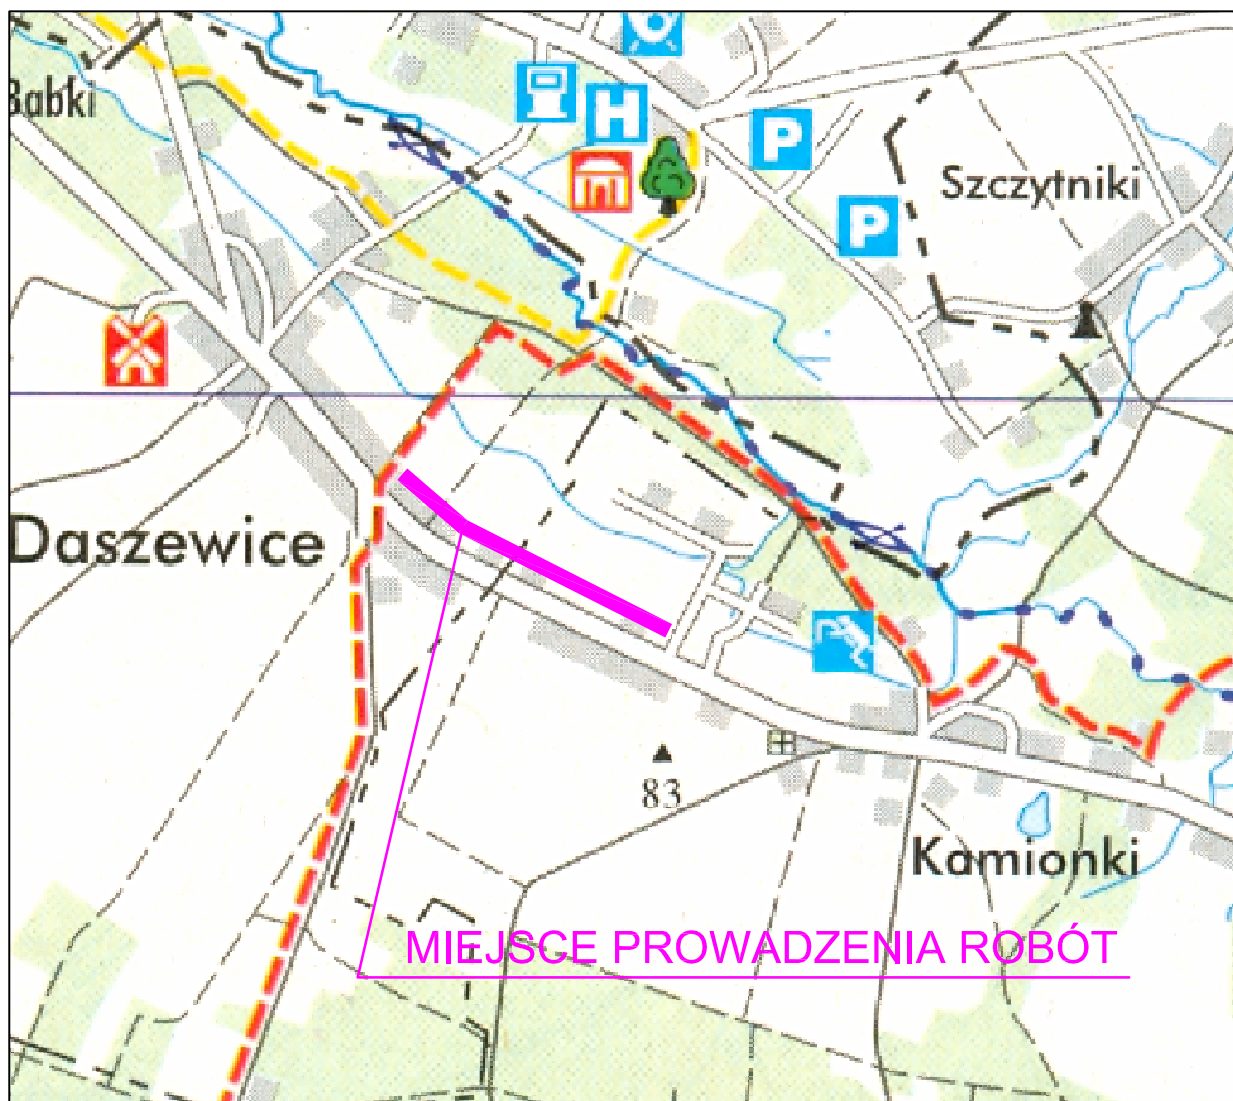 H
Babki
P
Szczytniki
P
Daszewice
83
Kamionki
MIEJSCE PROWADZENIA ROBÓT